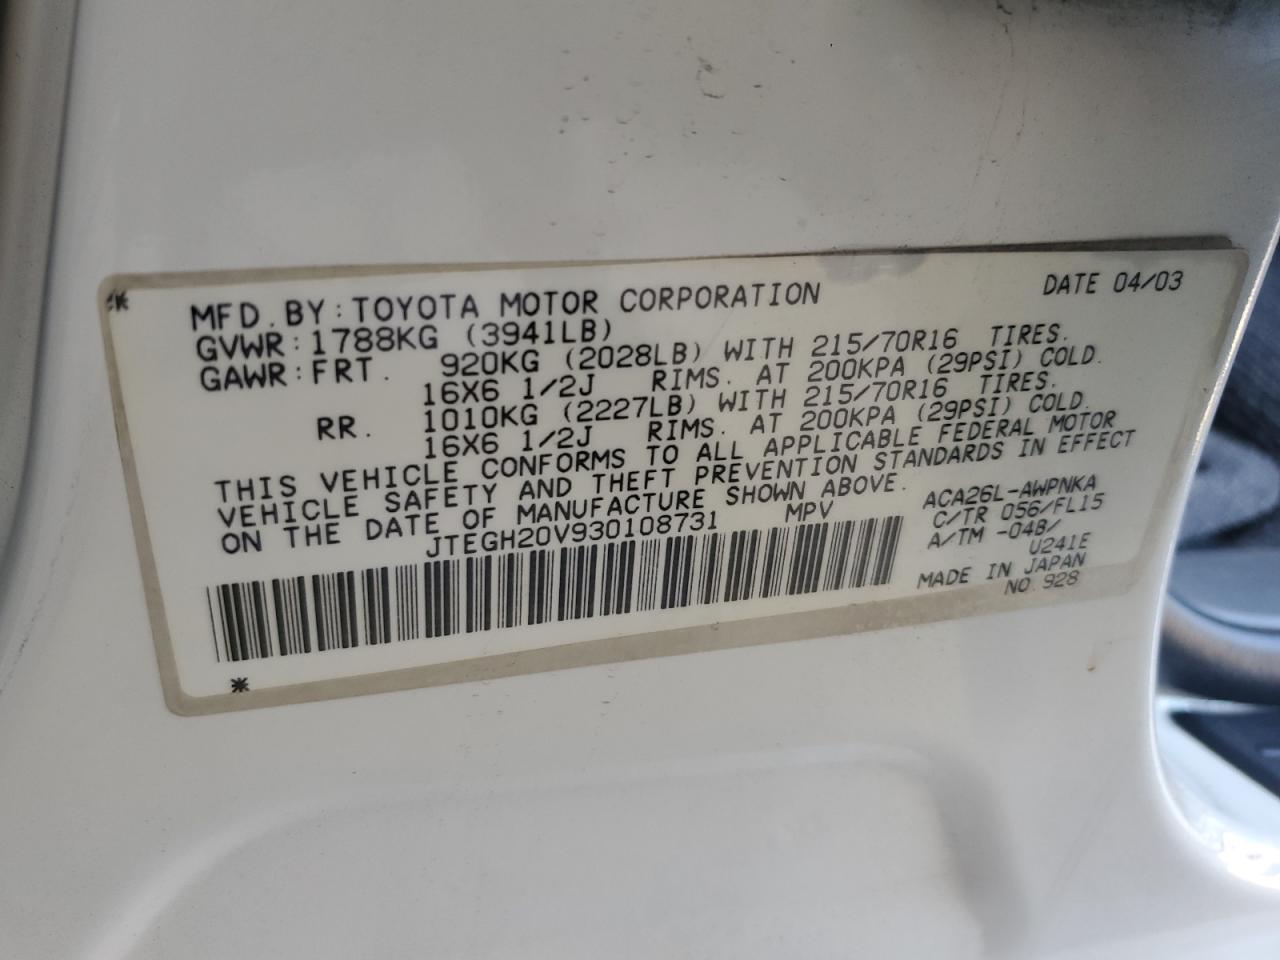 MFD. BY: TOYOTA MOTOR CORPORATION DATE 04/03
GVWR: 1788KG (3941LB)
GAWR: FRT. 920KG (2028LB) WITH 215/70R16 TIRES.
16X6 1/2J RIMS. AT 200KPA (29PSI) COLD.
RR. 1010KG (2227LB) WITH 215/70R16 TIRES.
16X6 1/2J RIMS. AT 200KPA (29PSI) COLD.
THIS VEHICLE CONFORMS TO ALL APPLICABLE FEDERAL MOTOR
VEHICLE SAFETY AND THEFT PREVENTION STANDARDS IN EFFECT
ON THE DATE OF MANUFACTURE SHOWN ABOVE.
JTEGH20V930108731 MPV
ACA26L-AWPNKA
C/TR 056/FL15
A/TM -04B/
U241E
MADE IN JAPAN
NO. 928